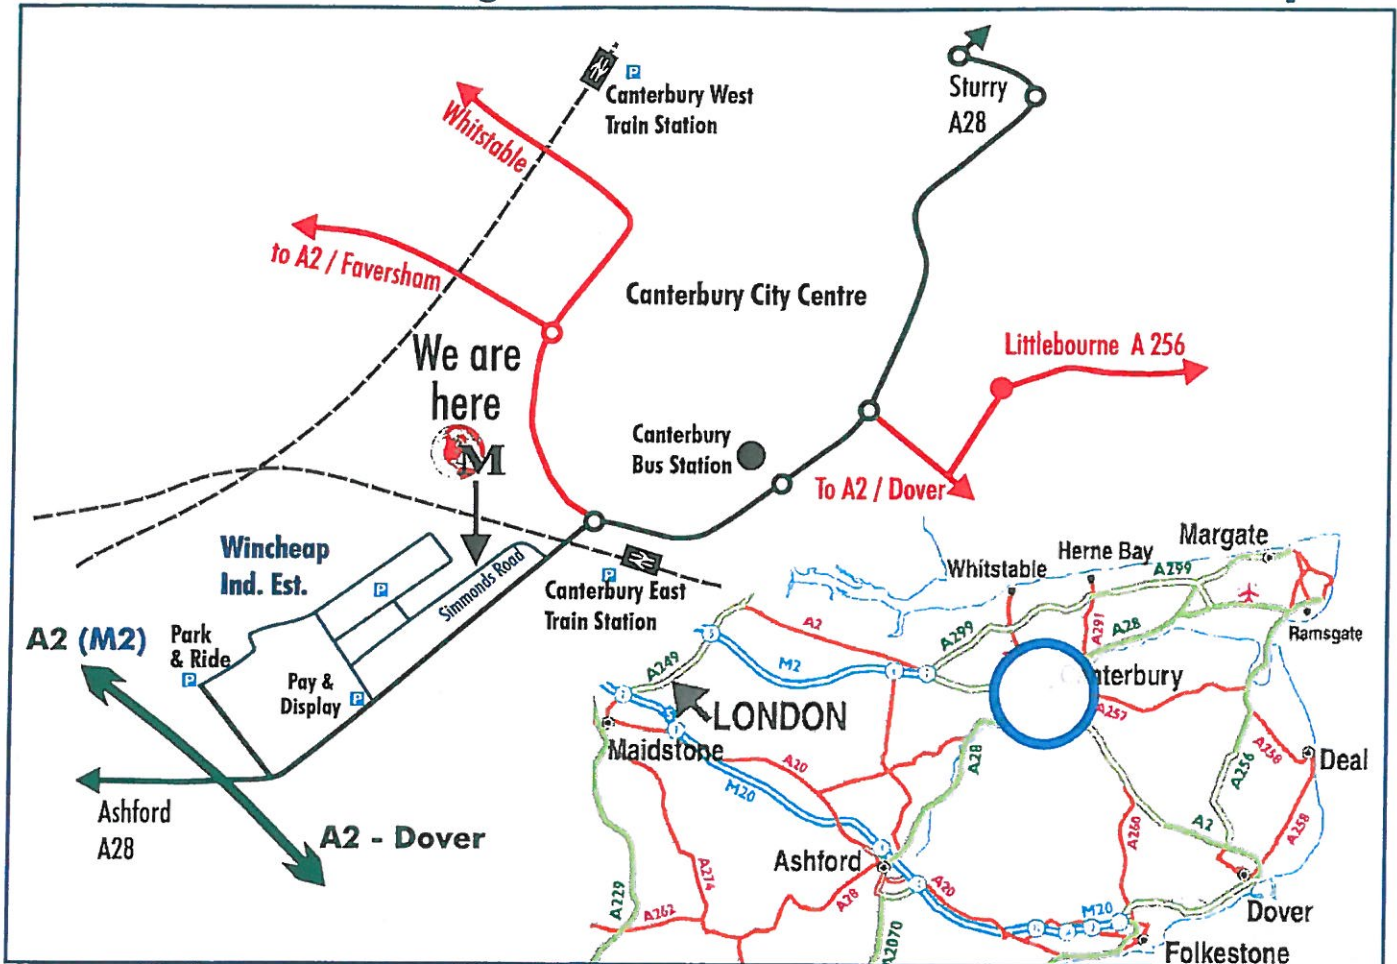 Canterbury West
Train Station
Sturry
A28
Whitstable
to A2 / Faversham
Canterbury City Centre
We are
here
M
Littlebourne A 256
Canterbury
Bus Station
To A2 / Dover
Wincheap
Ind. Est.
P
P
P
P
P
Simmonds Road
Canterbury East
Train Station
A2 (M2)
Park
& Ride
Pay &
Display
Ashford
A28
A2 - Dover
Margate
Herne Bay
Whitstable
A299
A2
A299
A291
A28
Ramsgate
A249
M2
terbury
A257
LONDON
Maidstone
A20
M20
A28
A256
A258
Deal
A2
A258
A260
Ashford
A20
A28
A274
A229
A262
A2070
M20
Dover
Folkestone